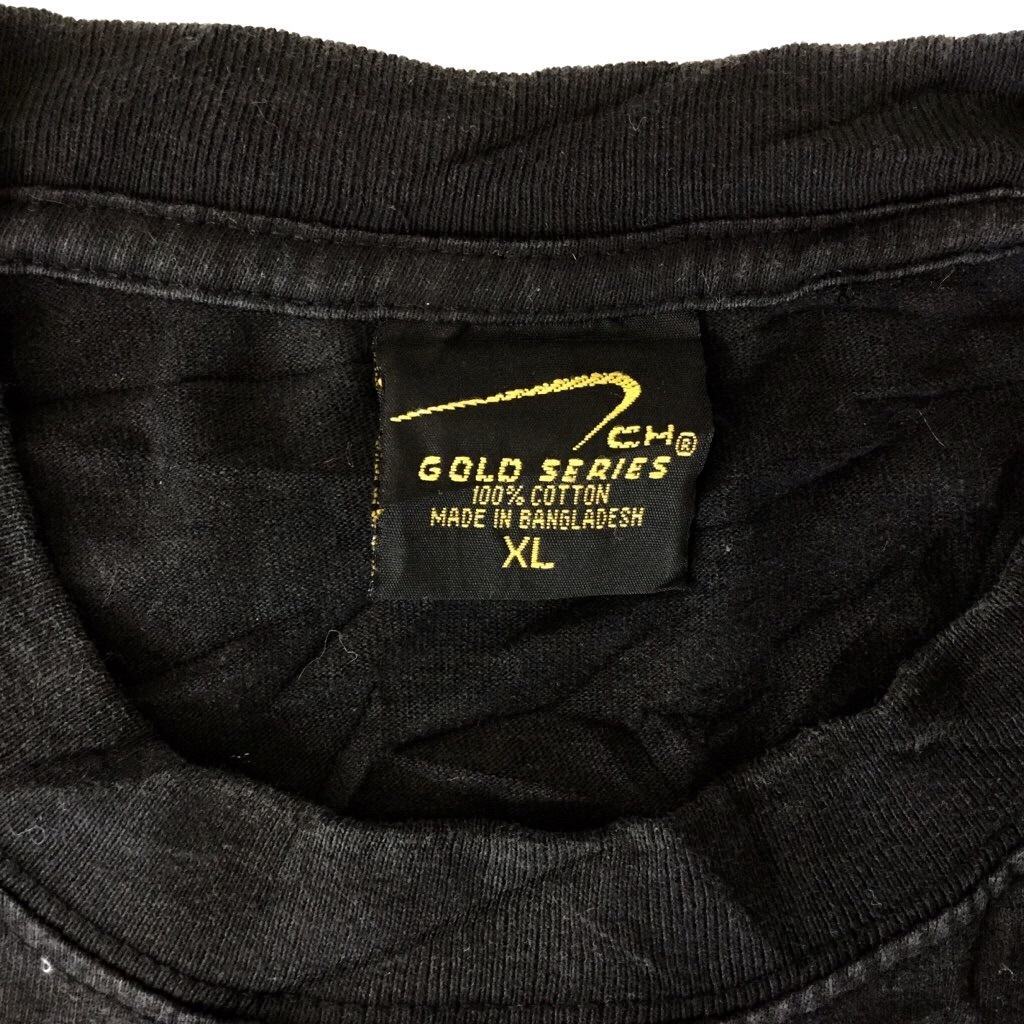 CH®
GOLD SERIES
100% COTTON
MADE IN BANGLADESH
XL